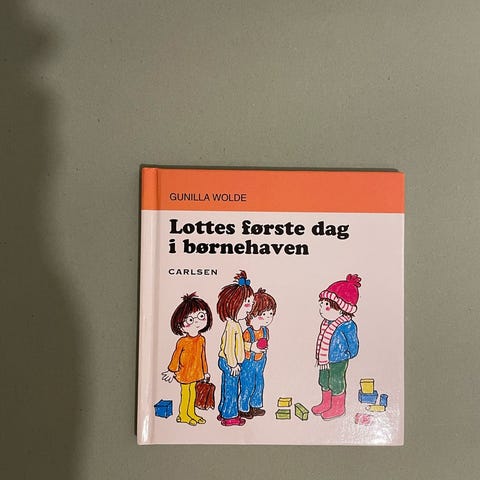 GUNILLA WOLDE
Lottes første dag
i børnehaven
CARLSEN